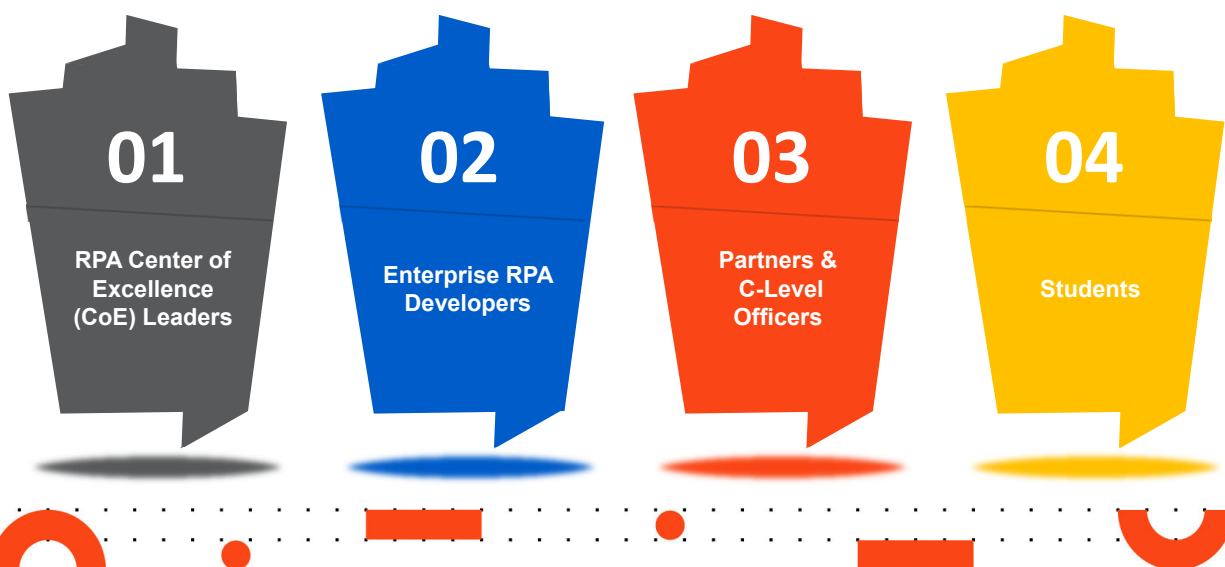 01
RPA Center of
Excellence
(CoE) Leaders
02
Enterprise RPA
Developers
03
Partners &
C-Level
Officers
04
Students